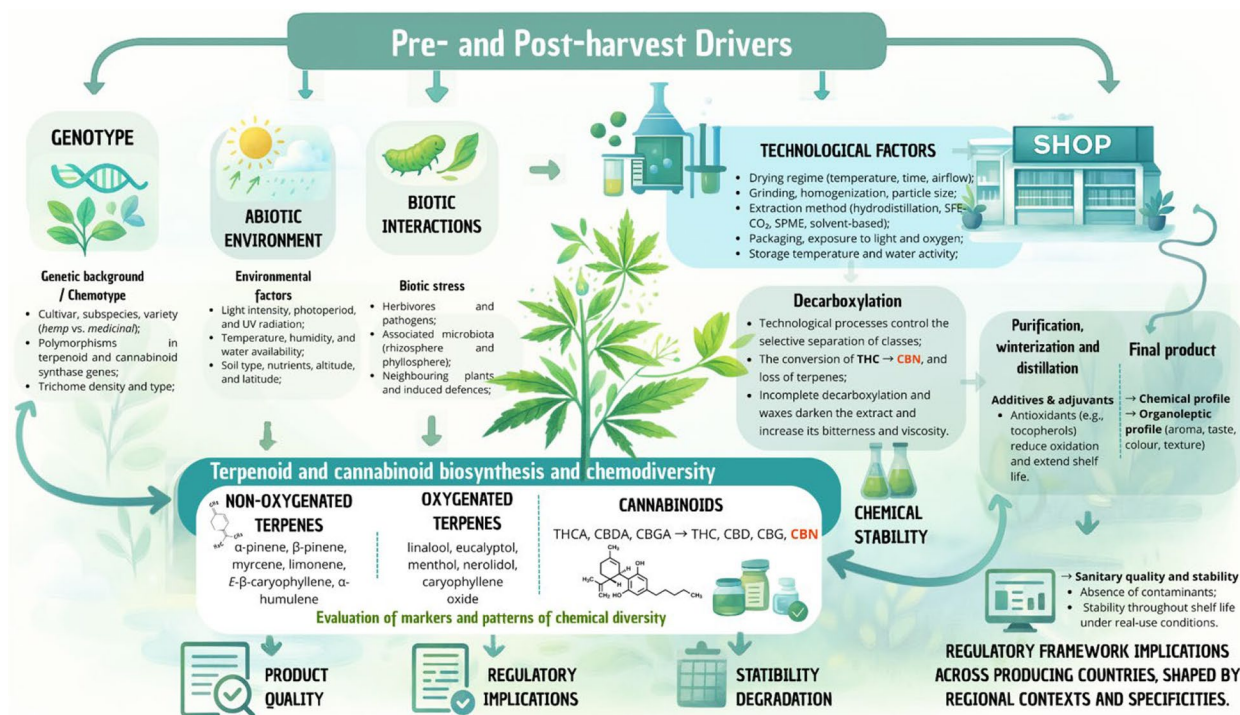 Pre- and Post-harvest Drivers
GENOTYPE
Genetic background
/ Chemotype
• Cultivar, subspecies, variety
(hemp vs. medicinal);
• Polymorphisms in
terpenoid and cannabinoid
synthase genes;
• Trichome density and type;
ABIOTIC
ENVIRONMENT
Environmental
factors
• Light intensity, photoperiod,
and UV radiation;
• Temperature, humidity, and
water availability;
• Soil type, nutrients, altitude,
and latitude;
BIOTIC
INTERACTIONS
Biotic stress
• Herbivores and
pathogens;
• Associated microbiota
(rhizosphere and
phyllosphere);
• Neighbouring plants
and induced defences;
TECHNOLOGICAL FACTORS
• Drying regime (temperature, time, airflow);
• Grinding, homogenization, particle size;
• Extraction method (hydrodistillation, SFE-
CO₂, SPME, solvent-based);
• Packaging, exposure to light and oxygen;
• Storage temperature and water activity;
SHOP
Decarboxylation
• Technological processes control the
selective separation of classes;
• The conversion of THC → CBN, and
loss of terpenes;
• Incomplete decarboxylation and
waxes darken the extract and
increase its bitterness and viscosity.
Purification,
winterization and
distillation
Additives & adjuvants
• Antioxidants (e.g.,
tocopherols)
reduce oxidation
and extend shelf
life.
Final product
→ Chemical profile
→ Organoleptic
profile (aroma, taste,
colour, texture)
Terpenoid and cannabinoid biosynthesis and chemodiversity
NON-OXYGENATED
TERPENES
CH₃
H₂C
CH₃
α-pinene, β-pinene,
myrcene, limonene,
E-β-caryophyllene, α-
humulene
OXYGENATED
TERPENES
linalool, eucalyptol,
menthol, nerolidol,
caryophyllene
oxide
CANNABINOIDS
THCA, CBDA, CBGA → THC, CBD, CBG, CBN
CH₃
OH
H
H₃C
H
CH₂
HO
CH₃
Evaluation of markers and patterns of chemical diversity
CHEMICAL
STABILITY
PRODUCT
QUALITY
REGULATORY
IMPLICATIONS
STATIBILITY
DEGRADATION
→ Sanitary quality and stability
• Absence of contaminants;
• Stability throughout shelf life
under real-use conditions.
REGULATORY FRAMEWORK IMPLICATIONS
ACROSS PRODUCING COUNTRIES, SHAPED BY
REGIONAL CONTEXTS AND SPECIFICITIES.